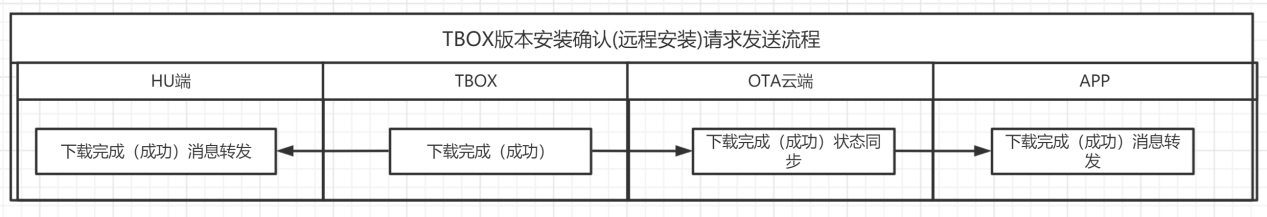 TBOX版本安装确认(远程安装)请求发送流程
HU端
TBOX
OTA云端
APP
下载完成（成功）消息转发
下载完成（成功）
下载完成（成功）状态同
步
下载完成（成功）消息转
发